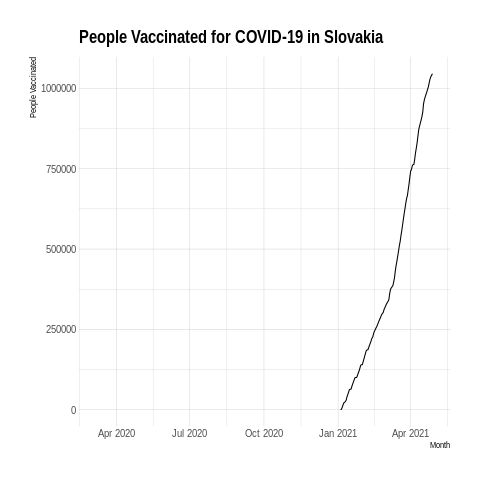 People Vaccinated for COVID-19 in Slovakia
People Vaccinated
1000000
750000
500000
250000
0
Apr 2020 Jul 2020 Oct 2020 Jan 2021 Apr 2021
Month